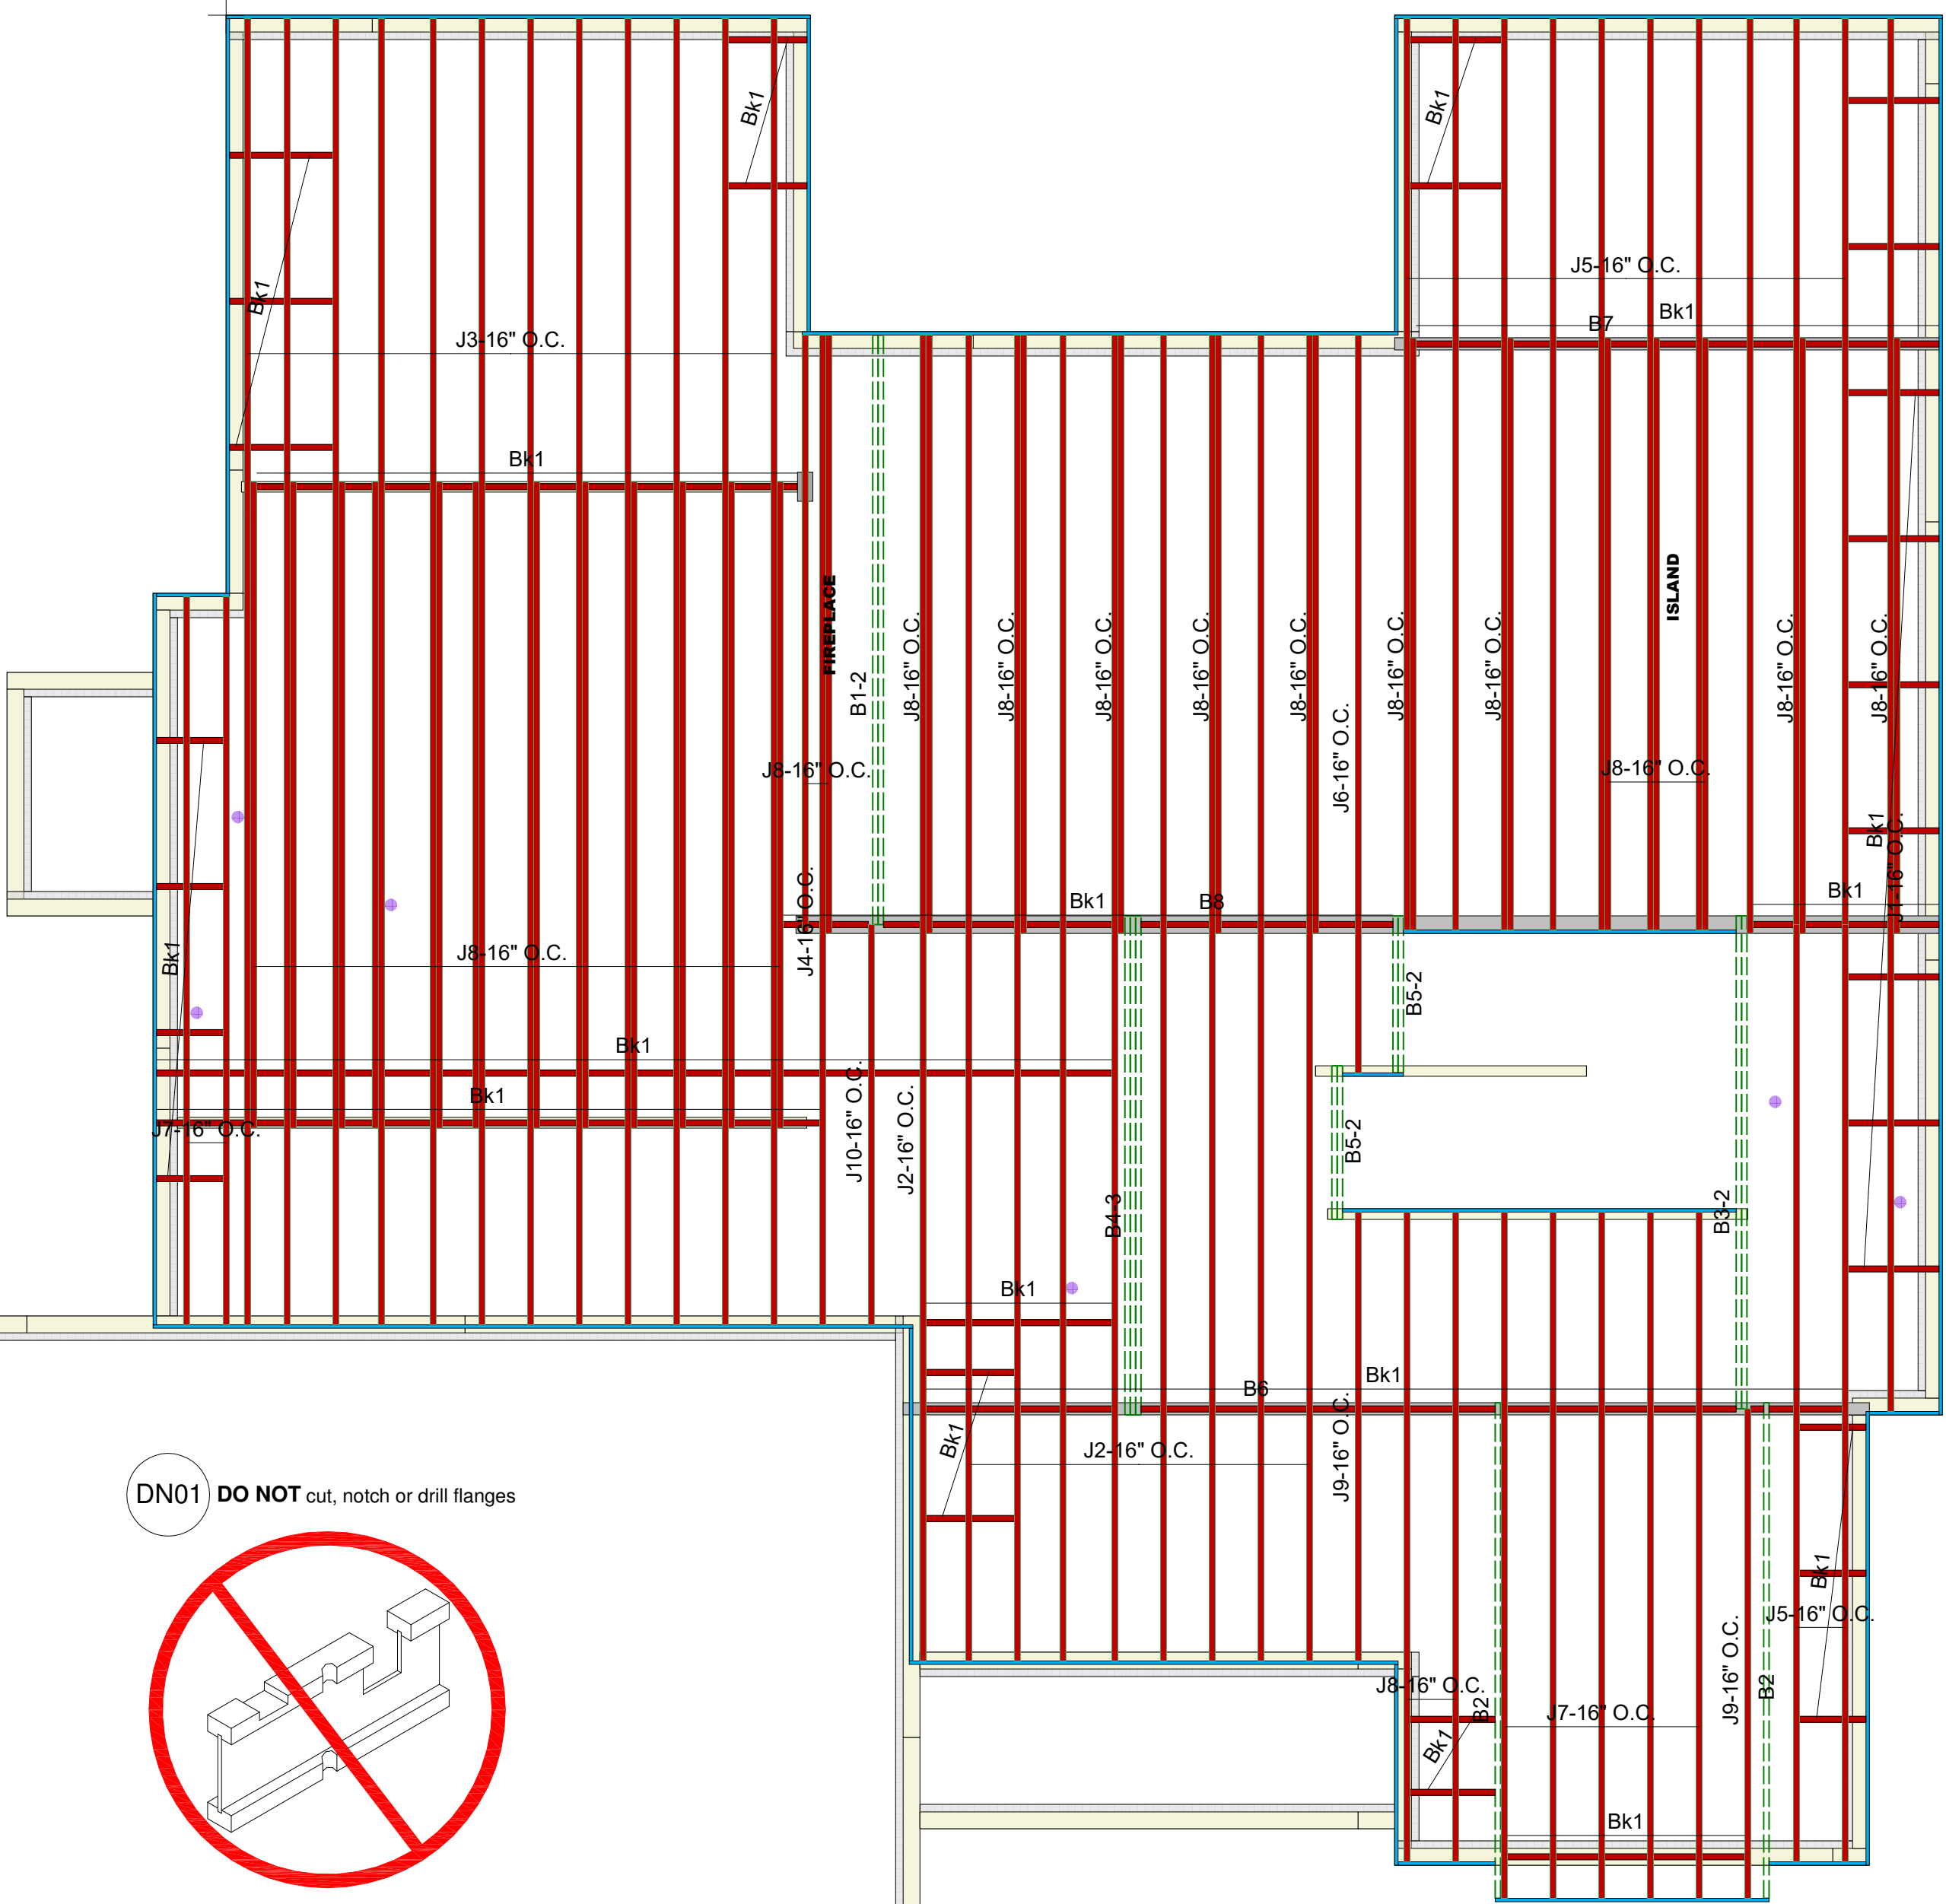 Bk1
Bk1
J5-16" O.C.
Bk1
Bk1
B7
J3-16" O.C.
Bk1
FIREPLACE
ISLAND
B1-2
J8-16" O.C.
J8-16" O.C.
J8-16" O.C.
J8-16" O.C.
J8-16" O.C.
J8-16" O.C.
J8-16" O.C.
J8-16" O.C.
J8-16" O.C.
J6-16" O.C.
J8-16" O.C.
J8-16" O.C.
Bk1
J1-16" O.C.
Bk1
B8
Bk1
J4-16" O.C.
Bk1
J8-16" O.C.
B5-2
Bk1
Bk1
J7-16" O.C.
J10-16" O.C.
J2-16" O.C.
B5-2
B4-3
B3-2
Bk1
Bk1
B6
Bk1
J2-16" O.C.
J9-16" O.C.
DN01
DO NOT cut, notch or drill flanges
Bk1
J5-16" O.C.
J8-16" O.C.
B2
J7-16" O.C.
J9-16" O.C.
B2
Bk1
Bk1